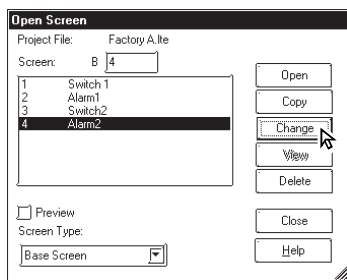 Open Screen
Project File: Factory A.lte
Screen: B 4
1 Switch 1
2 Alarm1
3 Switch2
4 Alarm2
Open
Copy
Change
View
Delete
Preview
Screen Type:
Base Screen
Close
Help